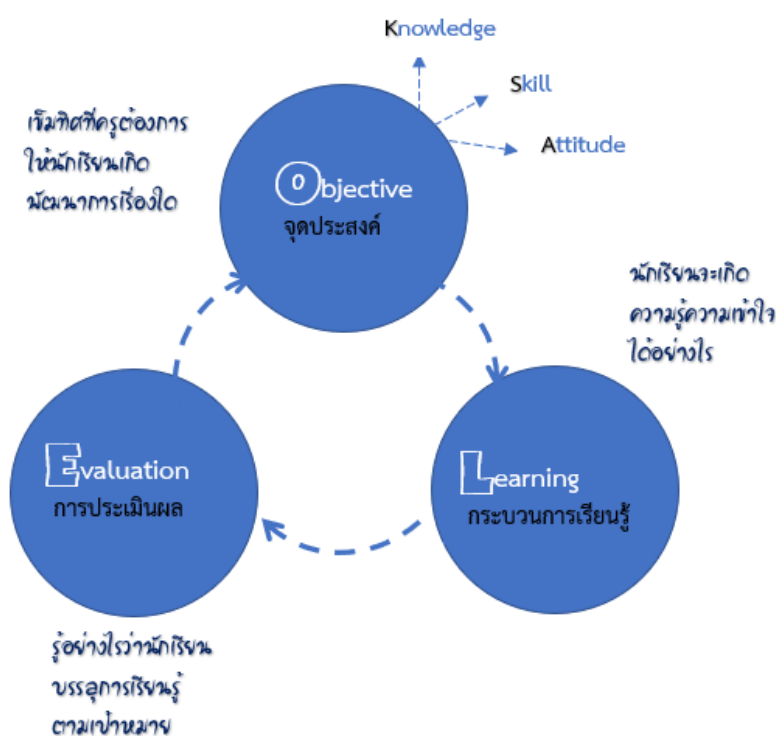 Knowledge
Skill
Attitude
เข็มทิศที่ครูต้องการ
ให้นักเรียนเกิด
พัฒนาการเรื่องใด
Objective
จุดประสงค์
นักเรียนจะเกิด
ความรู้ความเข้าใจ
ได้อย่างไร
Evaluation
การประเมินผล
Learning
กระบวนการเรียนรู้
รู้อย่างไรว่านักเรียน
บรรลุการเรียนรู้
ตามเป้าหมาย